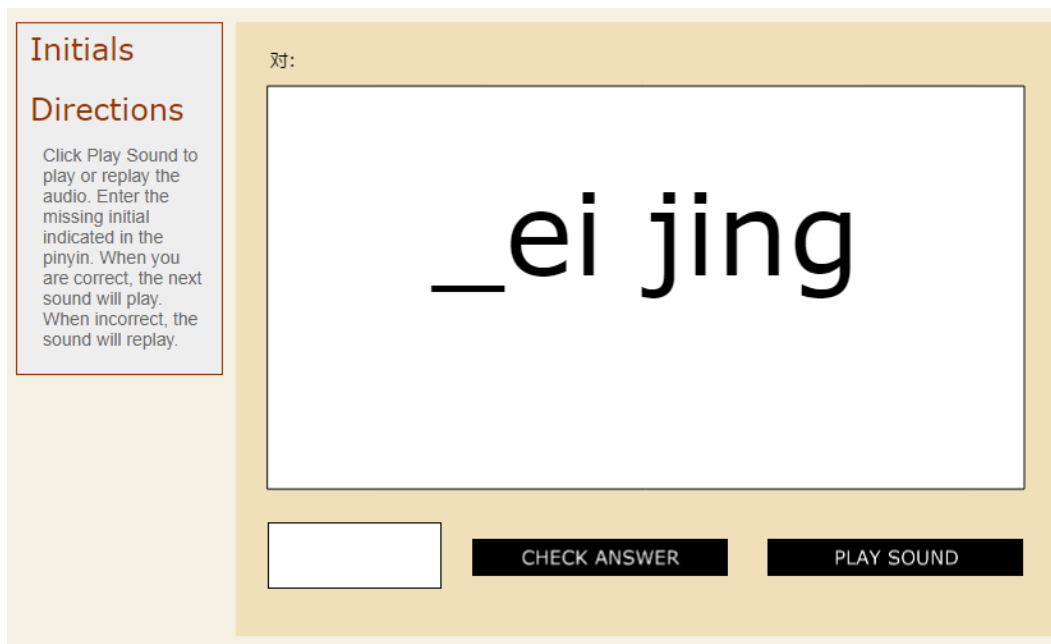 Initials
Directions
Click Play Sound to
play or replay the
audio. Enter the
missing initial
indicated in the
pinyin. When you
are correct, the next
sound will play.
When incorrect, the
sound will replay.
对:
_ei jing
CHECK ANSWER
PLAY SOUND